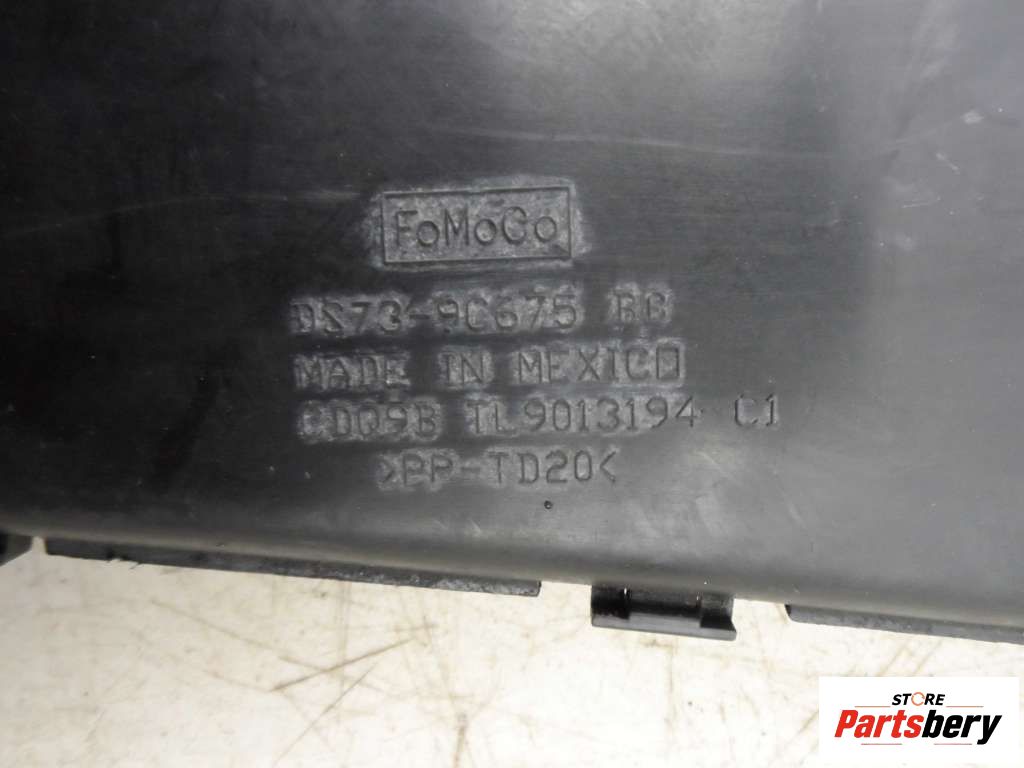 FoMoCo
DS73-9C675 BC
MADE IN MEXICO
CDQ9B TL9013194 C1
>PP-TD20<
STORE
Partsbery